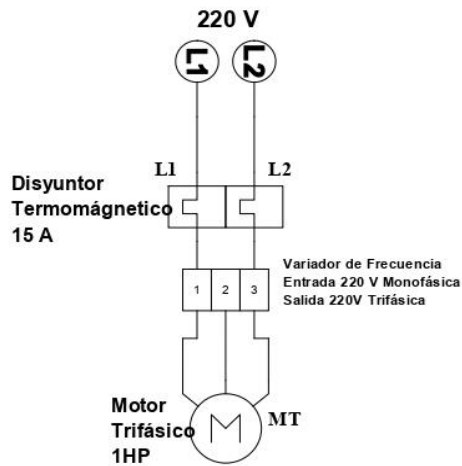 220 V
L1 L2
L1 L2
Disyuntor
Termomágnetico
15 A
Variador de Frecuencia
Entrada 220 V Monofásica
Salida 220V Trifásica
1 2 3
Motor
Trifásico
1HP
M
MT